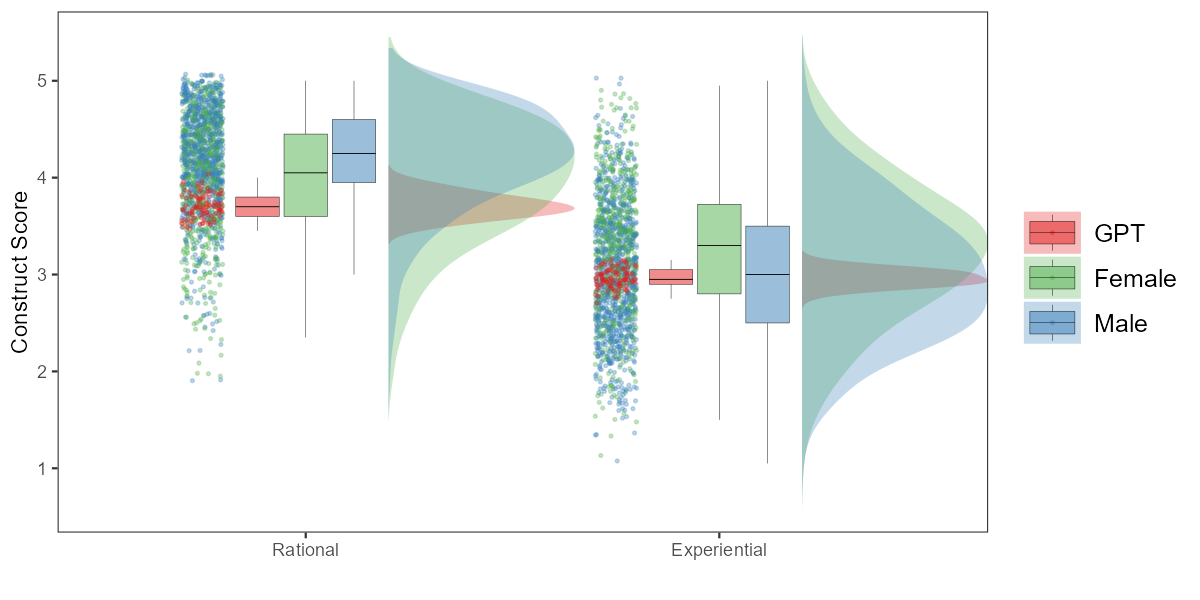 Construct Score
5
4
3
2
1
Rational
Experiential
GPT
Female
Male